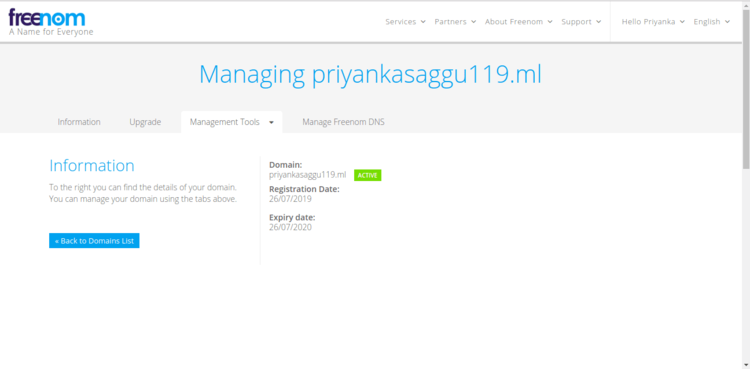 freenom
A Name for Everyone
Services Partners About Freenom Support Hello Priyanka English
Managing priyankasaggu119.ml
Information Upgrade Management Tools Manage Freenom DNS
Information
To the right you can find the details of your domain.
You can manage your domain using the tabs above.
« Back to Domains List
Domain:
priyankasaggu119.ml ACTIVE
Registration Date:
26/07/2019
Expiry date:
26/07/2020